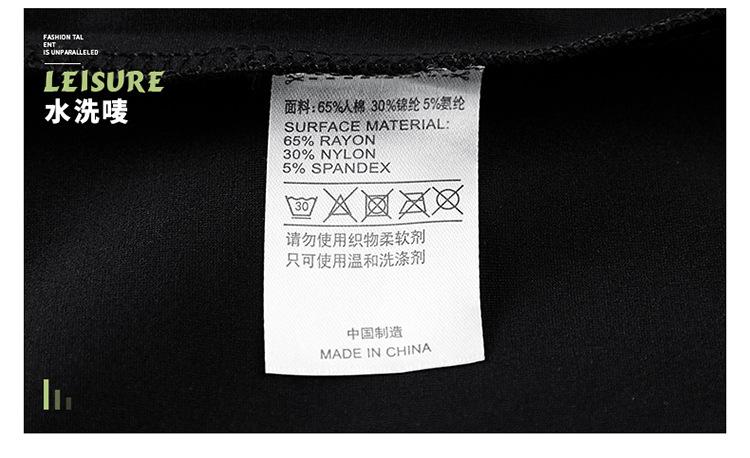 FASHION TAL
ENT
IS UNPARALLELED
LEISURE
水洗唛
面料:65%人棉 30%锦纶 5%氨纶
SURFACE MATERIAL:
65% RAYON
30% NYLON
5% SPANDEX
30
请勿使用织物柔软剂
只可使用温和洗涤剂
中国制造
MADE IN CHINA